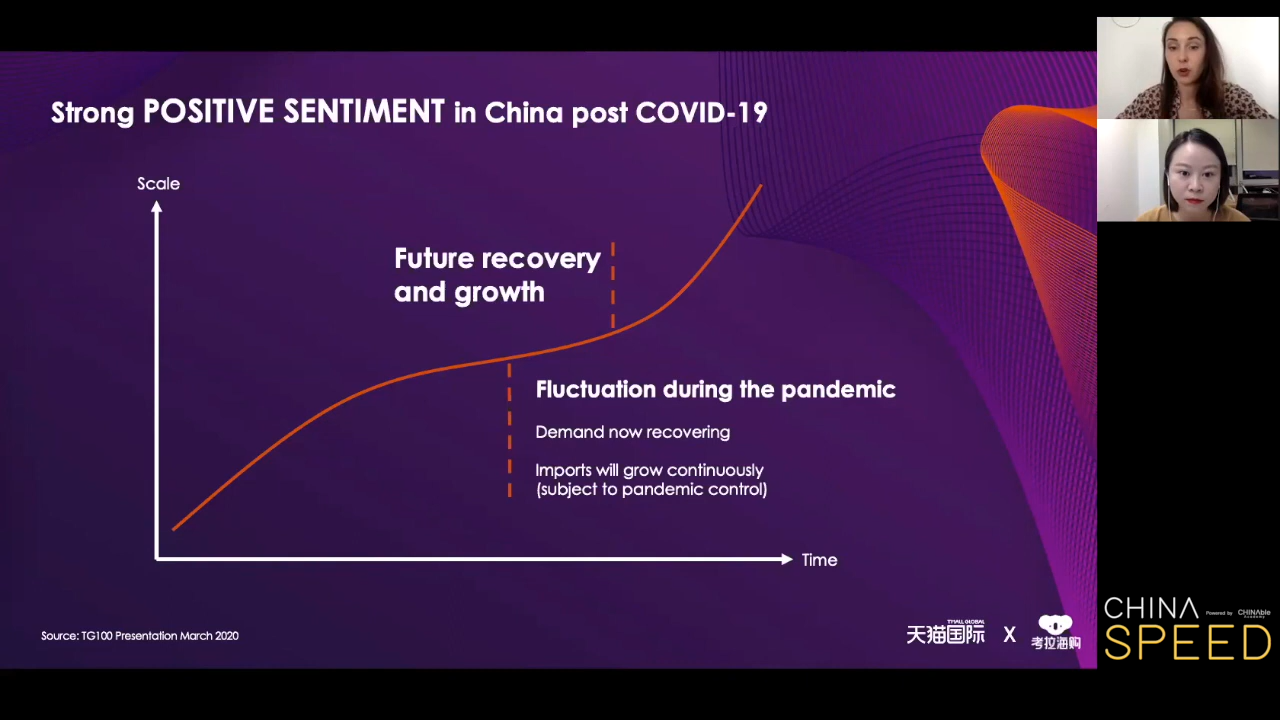 Strong POSITIVE SENTIMENT in China post COVID-19
Scale
Future recovery
and growth
Fluctuation during the pandemic
Demand now recovering
Imports will grow continuously
(subject to pandemic control)
Time
Source: TG100 Presentation March 2020
TMALL GLOBAL
天猫国际 X 考拉海购
CHINA Powered by CHINAble
Academy
SPEED